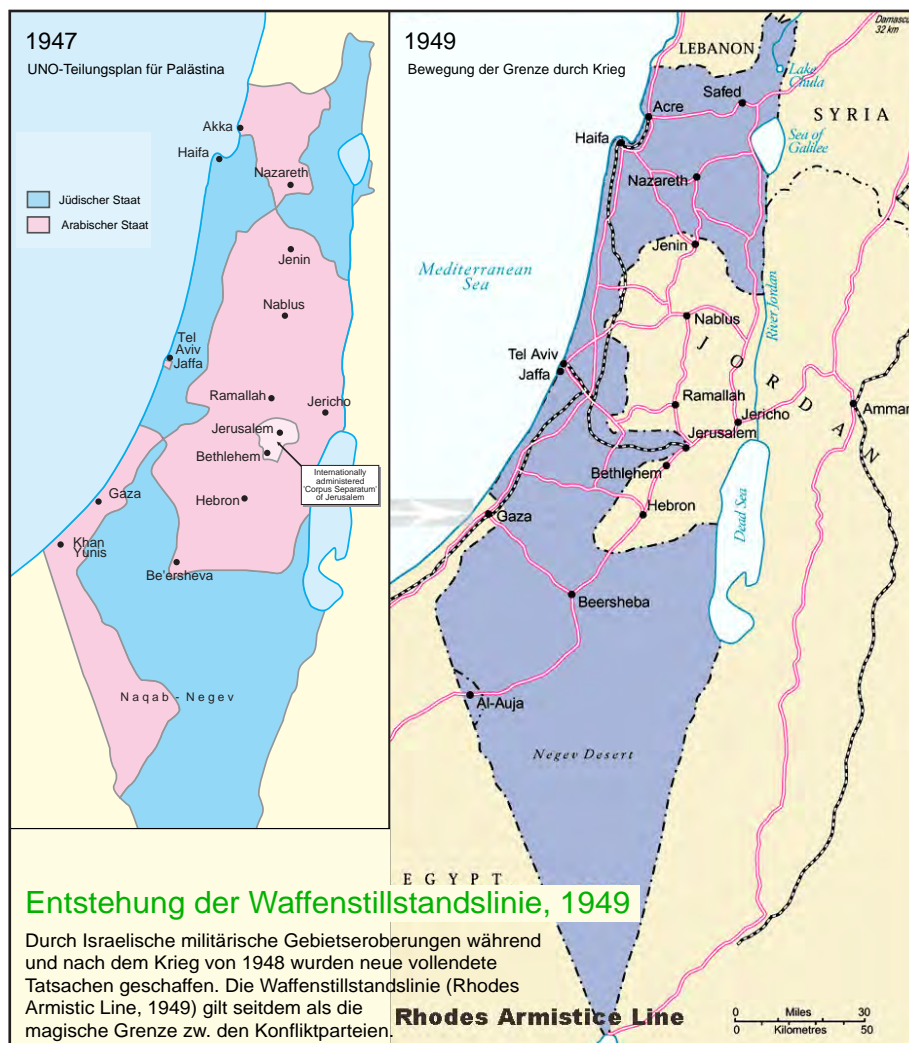 1947
UNO-Teilungsplan für Palästina
Akka
Haifa
Nazareth
Jüdischer Staat
Arabischer Staat
Jenin
Nablus
Tel
Aviv
Jaffa
Ramallah
Jericho
Jerusalem
Bethlehem
Internationally
administered
'Corpus Separatum'
of Jerusalem
Gaza
Hebron
Khan
Yunis
Be'ersheva
Naqab - Negev
1949
Bewegung der Grenze durch Krieg
Damascu
32 km
LEBANON
Lake
Chula
Safed
SYRIA
Acre
Haifa
Sea of
Galilee
Nazareth
Jenin
Mediterranean
Sea
Nablus
River Jordan
Tel Aviv
Jaffa
JORDAN
Ramallah
Jericho
Amman
Jerusalem
Bethlehem
Dead Sea
Gaza
Hebron
Beersheba
Al-Auja
Negev Desert
EGYPT
Entstehung der Waffenstillstandslinie, 1949
Durch Israelische militärische Gebietseroberungen während
und nach dem Krieg von 1948 wurden neue vollendete
Tatsachen geschaffen. Die Waffenstillstandslinie (Rhodes
Armistic Line, 1949) gilt seitdem als die
magische Grenze zw. den Konfliktparteien.
Rhodes Armistice Line
0 Miles 30
0 Kilometres 50